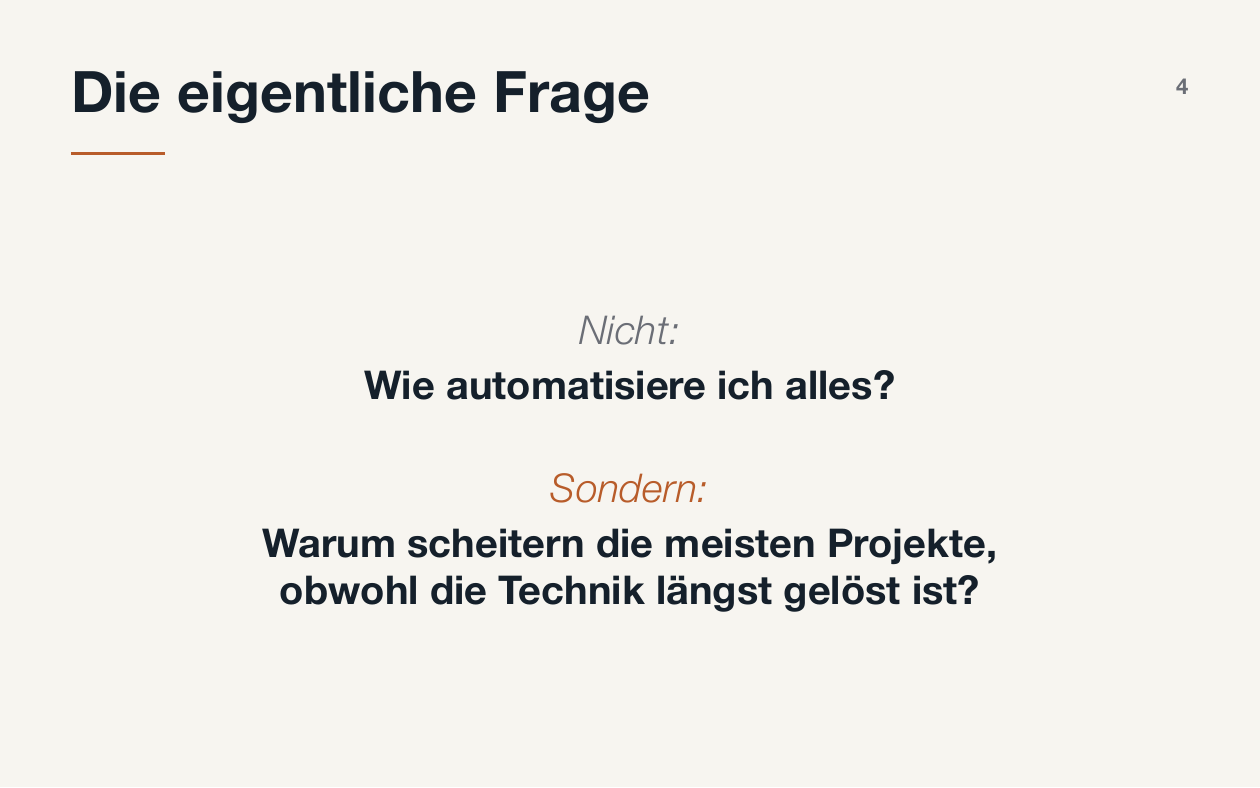 Die eigentliche Frage
4
Nicht:
Wie automatisiere ich alles?
Sondern:
Warum scheitern die meisten Projekte,
obwohl die Technik längst gelöst ist?